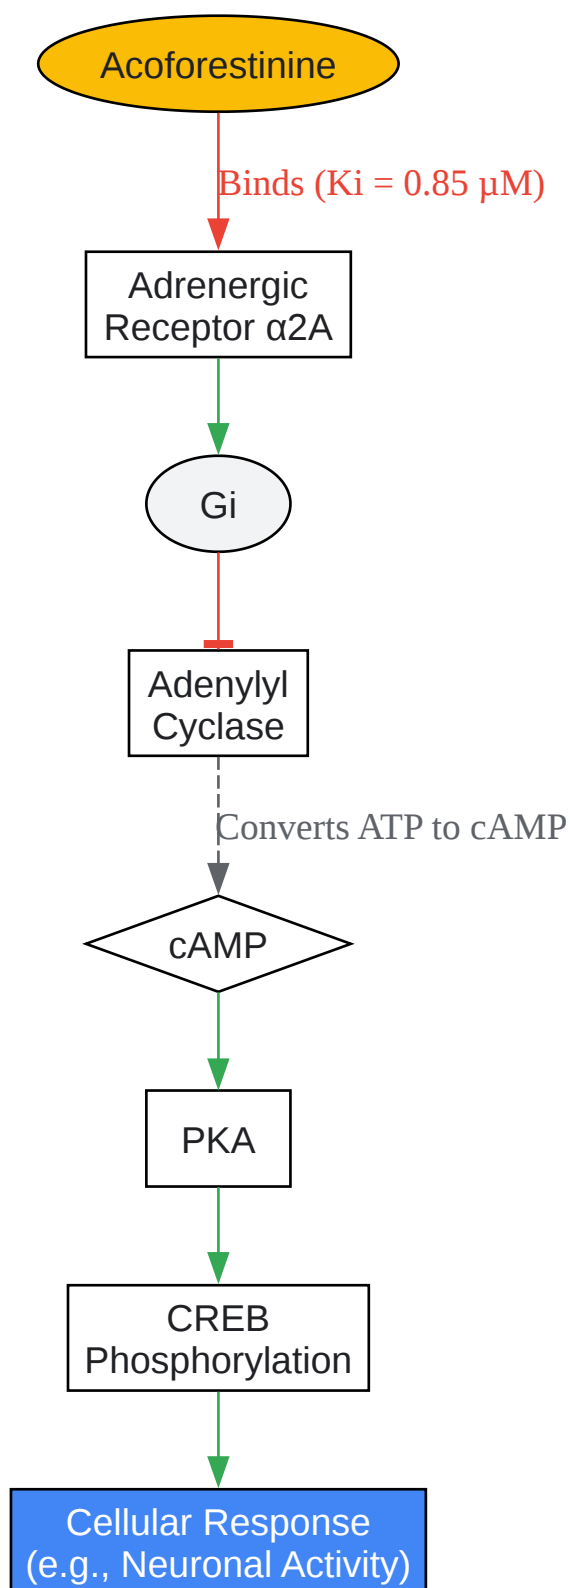 Acoforestinine
Binds (Ki = 0.85 µM)
Adrenergic
Receptor α2A
Gi
Adenylyl
Cyclase
Converts ATP to cAMP
cAMP
PKA
CREB
Phosphorylation
Cellular Response
(e.g., Neuronal Activity)